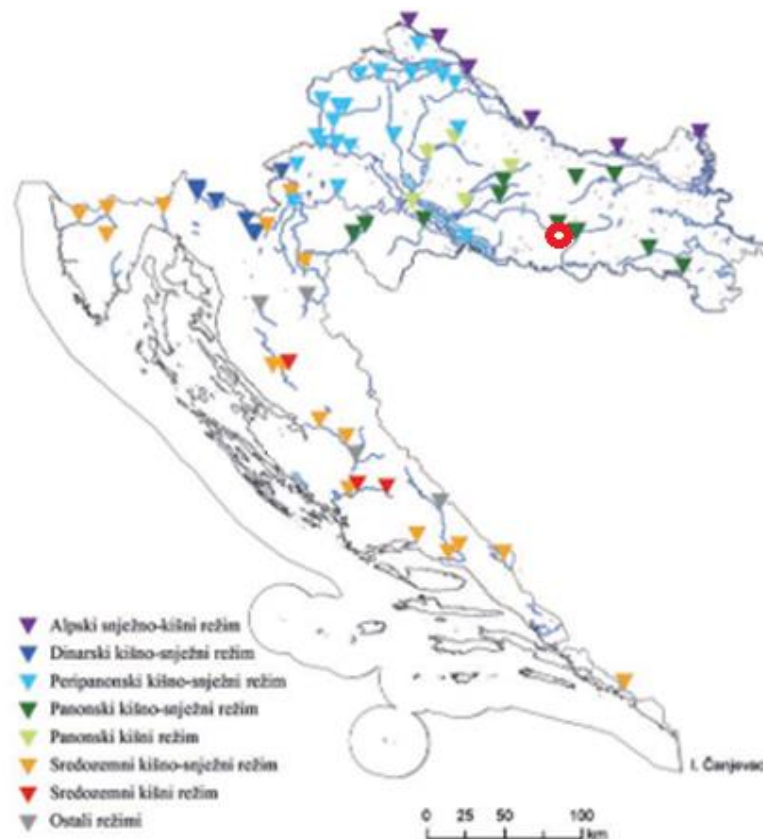 I. Čanjevac
Alpski snježno-kišni režim
Dinarski kišno-snježni režim
Peripanonski kišno-snježni režim
Panonski kišno-snježni režim
Panonski kišni režim
Sredozemni kišno-snježni režim
Sredozemni kišni režim
Ostali režimi
0 25 50 100
km